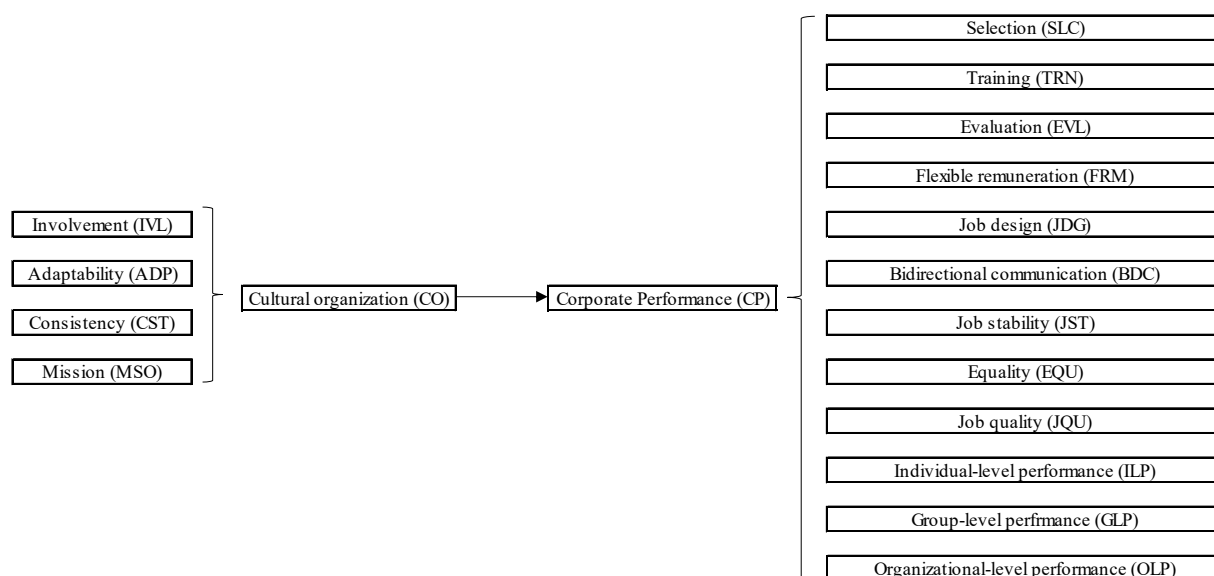 Involvement (IVL)
Adaptability (ADP)
Consistency (CST)
Mission (MSO)
Cultural organization (CO)
Corporate Performance (CP)
Selection (SLC)
Training (TRN)
Evaluation (EVL)
Flexible remuneration (FRM)
Job design (JDG)
Bidirectional communication (BDC)
Job stability (JST)
Equality (EQU)
Job quality (JQU)
Individual-level performance (ILP)
Group-level perfrmance (GLP)
Organizational-level performance (OLP)